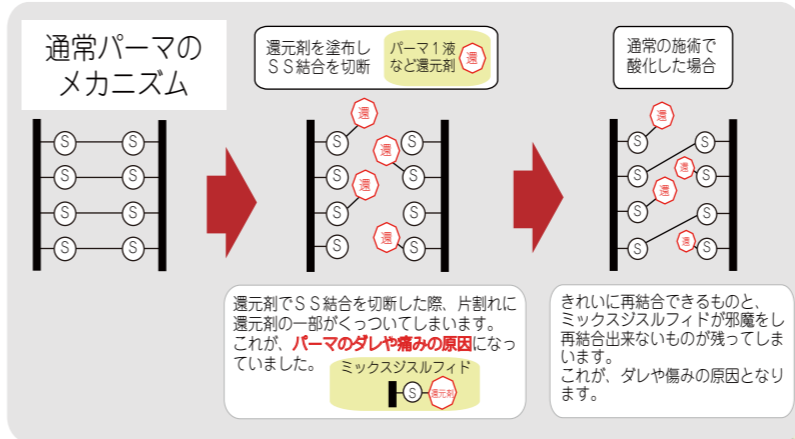 通常パーマの
メカニズム
還元剤を塗布し
ＳＳ結合を切断
パーマ１液
など還元剤
還
通常の施術で
酸化した場合
Ｓ Ｓ
Ｓ Ｓ
Ｓ Ｓ
Ｓ Ｓ
還
Ｓ Ｓ
還
Ｓ Ｓ
還
Ｓ Ｓ
還
Ｓ Ｓ
還
Ｓ Ｓ
還
Ｓ Ｓ
還
Ｓ Ｓ
還
Ｓ Ｓ
還元剤でＳＳ結合を切断した際、片割れに
還元剤の一部がくっついてしまいます。
これが、パーマのダレや痛みの原因になっ
ていました。
ミックスジスルフィド
Ｓ 還元剤
きれいに再結合できるものと、
ミックスジスルフィドが邪魔をし
再結合出来ないものが残ってしま
います。
これが、ダレや傷みの原因となり
ます。